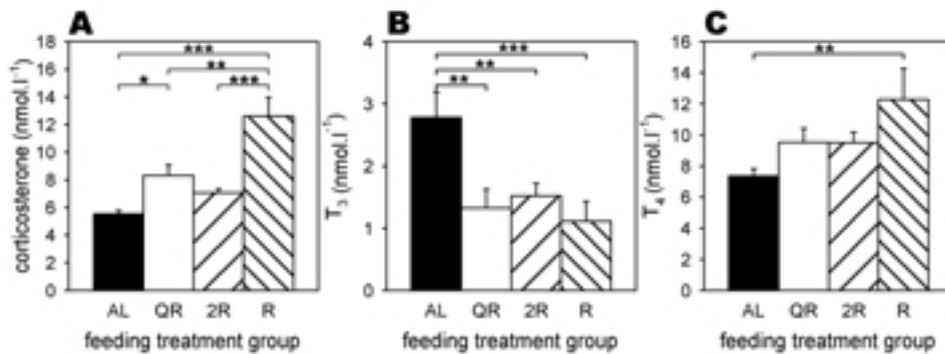 A
corticosterone (nmol.l⁻¹)
18
16
14
12
10
8
6
4
2
0
***
**
*
***
AL QR 2R R
feeding treatment group
B
T₃ (nmol.l⁻¹)
4
3
2
1
0
***
**
**
AL QR 2R R
feeding treatment group
C
T₄ (nmol.l⁻¹)
16
14
12
10
8
6
4
2
0
**
AL QR 2R R
feeding treatment group